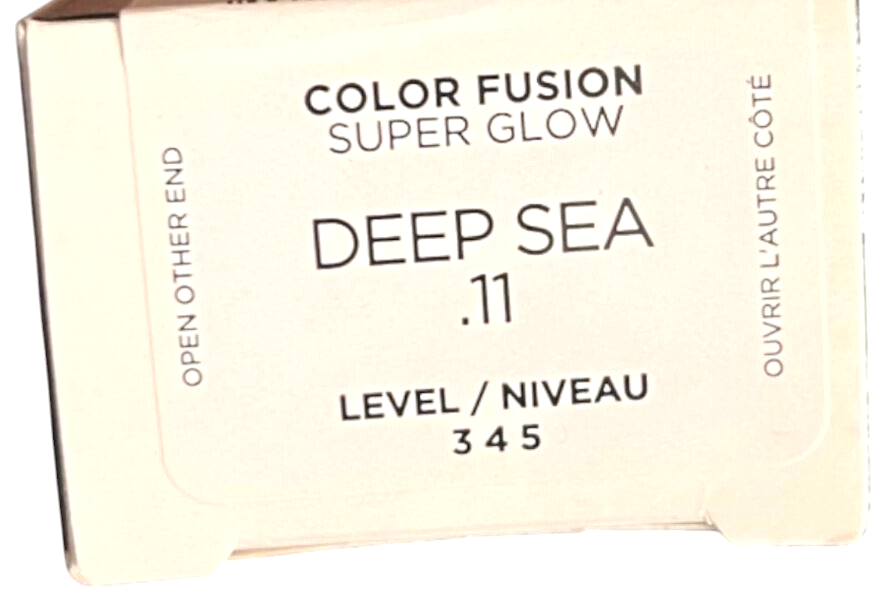 COLOR FUSION
SUPER GLOW
OPEN OTHER END
DEEP SEA
.11
OUVRIR L'AUTRE CÔTÉ
LEVEL / NIVEAU
3 4 5